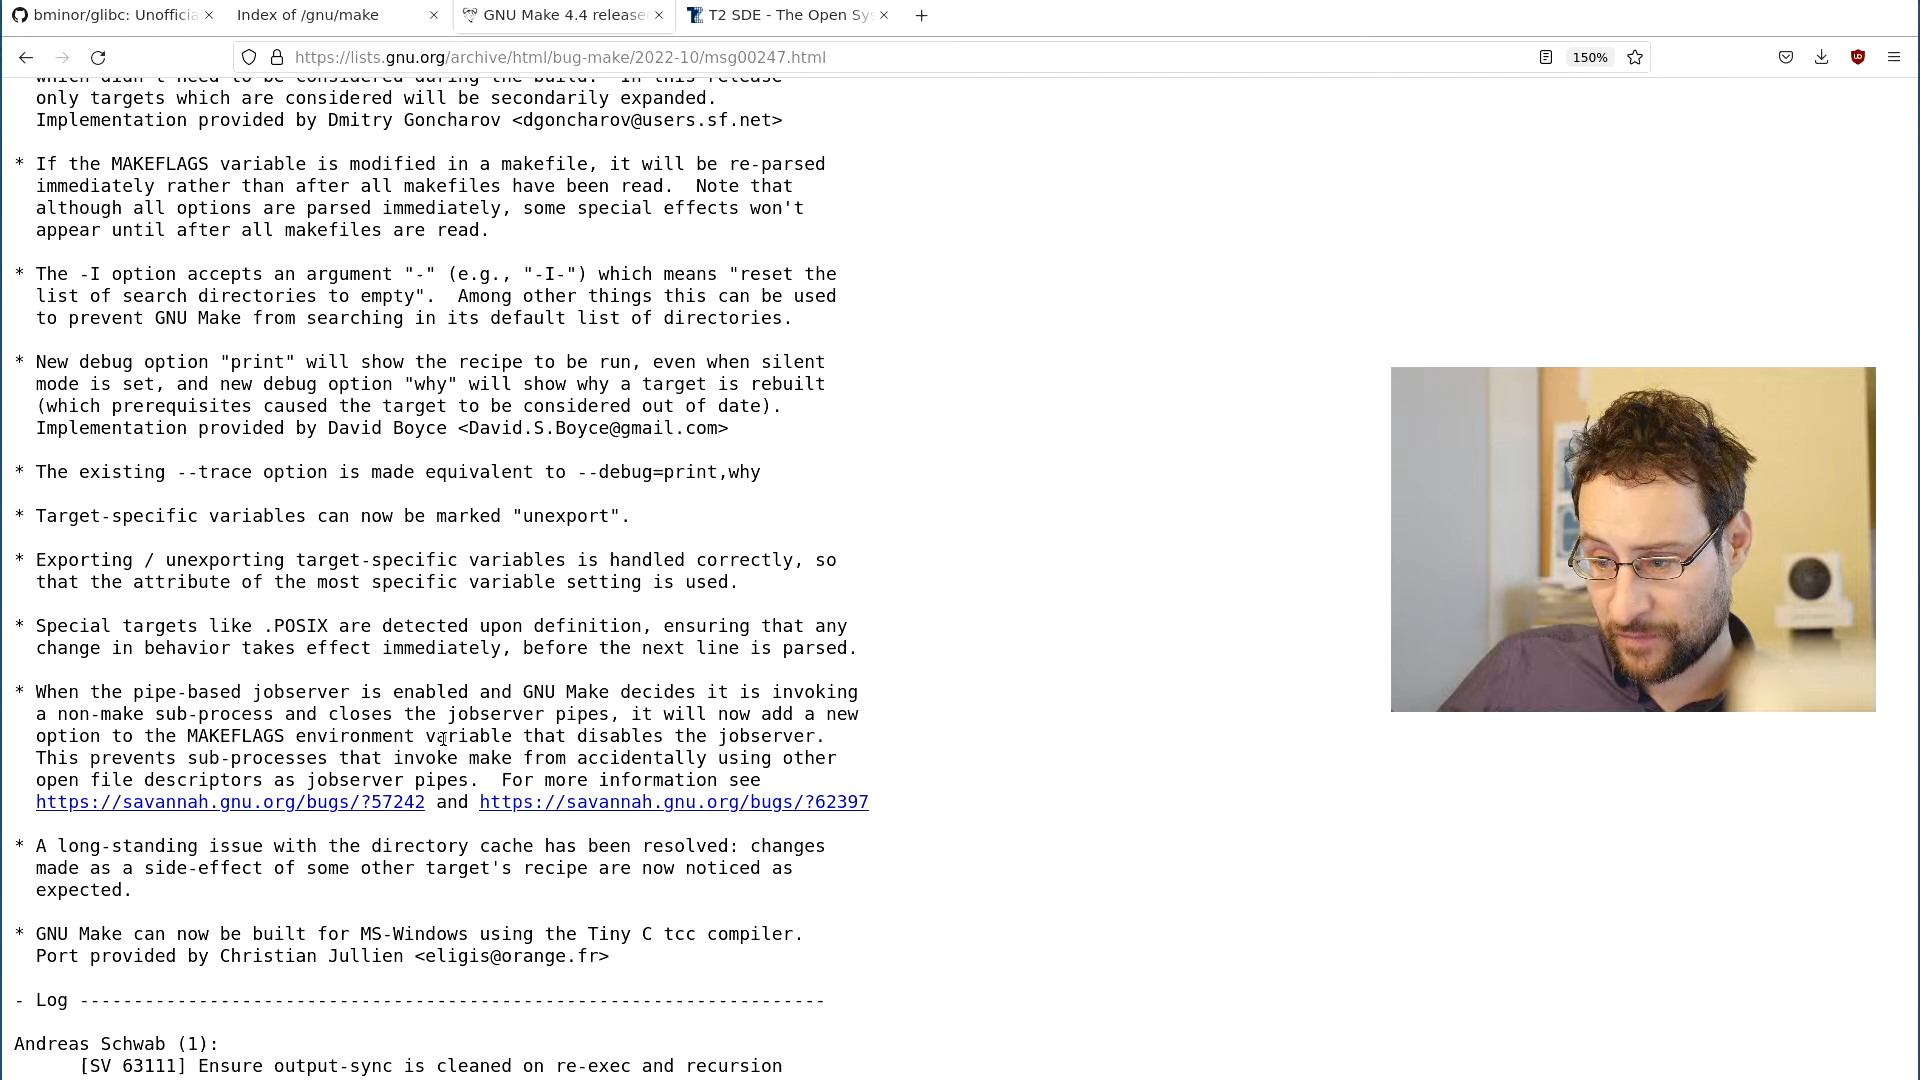 bminor/glibc: Unofficia
Index of /gnu/make
GNU Make 4.4 release
T2 SDE - The Open Sy
https://lists.gnu.org/archive/html/bug-make/2022-10/msg00247.html
150%
which didn't need to be considered during the build.  In this release
only targets which are considered will be secondarily expanded.
Implementation provided by Dmitry Goncharov <dgoncharov@users.sf.net>
* If the MAKEFLAGS variable is modified in a makefile, it will be re-parsed
immediately rather than after all makefiles have been read.  Note that
although all options are parsed immediately, some special effects won't
appear until after all makefiles are read.
* The -I option accepts an argument "-" (e.g., "-I-") which means "reset the
list of search directories to empty".  Among other things this can be used
to prevent GNU Make from searching in its default list of directories.
* New debug option "print" will show the recipe to be run, even when silent
mode is set, and new debug option "why" will show why a target is rebuilt
(which prerequisites caused the target to be considered out of date).
Implementation provided by David Boyce <David.S.Boyce@gmail.com>
* The existing --trace option is made equivalent to --debug=print,why
* Target-specific variables can now be marked "unexport".
* Exporting / unexporting target-specific variables is handled correctly, so
that the attribute of the most specific variable setting is used.
* Special targets like .POSIX are detected upon definition, ensuring that any
change in behavior takes effect immediately, before the next line is parsed.
* When the pipe-based jobserver is enabled and GNU Make decides it is invoking
a non-make sub-process and closes the jobserver pipes, it will now add a new
option to the MAKEFLAGS environment variable that disables the jobserver.
This prevents sub-processes that invoke make from accidentally using other
open file descriptors as jobserver pipes.  For more information see
https://savannah.gnu.org/bugs/?57242 and https://savannah.gnu.org/bugs/?62397
* A long-standing issue with the directory cache has been resolved: changes
made as a side-effect of some other target's recipe are now noticed as
expected.
* GNU Make can now be built for MS-Windows using the Tiny C tcc compiler.
Port provided by Christian Jullien <eligis@orange.fr>
- Log ---------------------------------------------------------------------
Andreas Schwab (1):
[SV 63111] Ensure output-sync is cleaned on re-exec and recursion